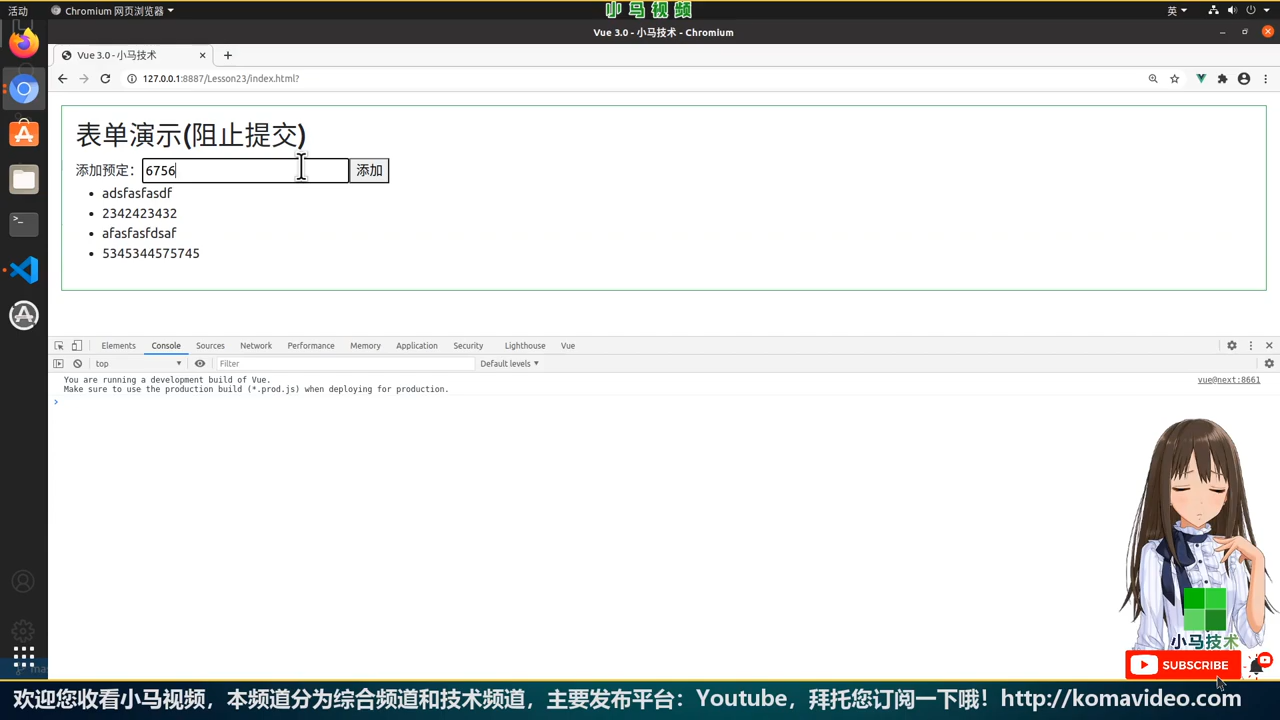 活动
Chromium 网页浏览器
小马视频
英
Vue 3.0 - 小马技术 - Chromium
Vue 3.0 - 小马技术
127.0.0.1:8887/Lesson23/index.html?
表单演示(阻止提交)
添加预定：
6756
添加
adsfasfasdf
2342423432
afasfasfdsaf
5345344575745
Elements
Console
Sources
Network
Performance
Memory
Application
Security
Lighthouse
Vue
top
Filter
Default levels
You are running a development build of Vue.
Make sure to use the production build (*.prod.js) when deploying for production.
vue@next:8661
小马技术
SUBSCRIBE
欢迎您收看小马视频，本频道分为综合频道和技术频道，主要发布平台：Youtube，拜托您订阅一下哦！http://komavideo.com